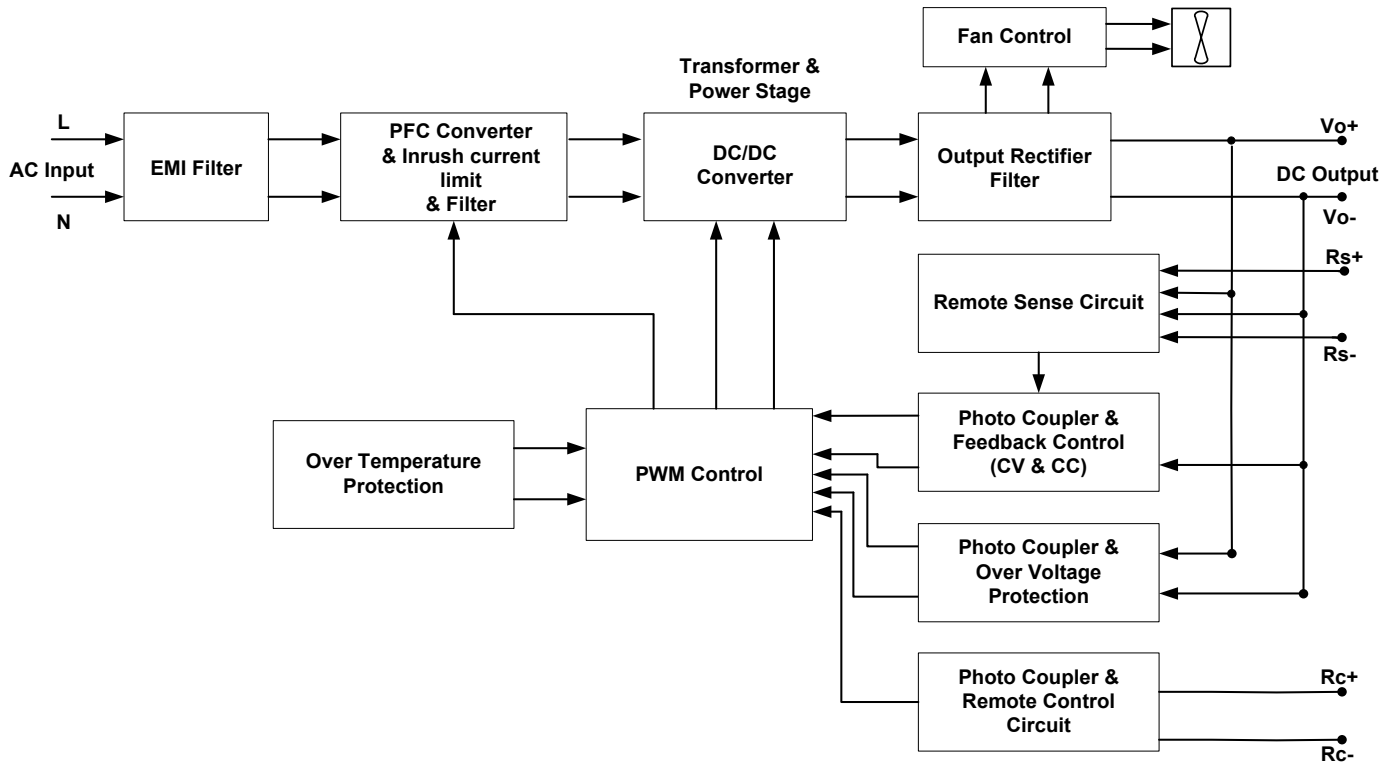 Fan Control
Transformer &
Power Stage
L
AC Input
N
EMI Filter
PFC Converter
& Inrush current
limit
& Filter
DC/DC
Converter
Output Rectifier
Filter
Vo+
DC Output
Vo-
Rs+
Remote Sense Circuit
Rs-
Over Temperature
Protection
PWM Control
Photo Coupler &
Feedback Control
(CV & CC)
Photo Coupler &
Over Voltage
Protection
Photo Coupler &
Remote Control
Circuit
Rc+
Rc-